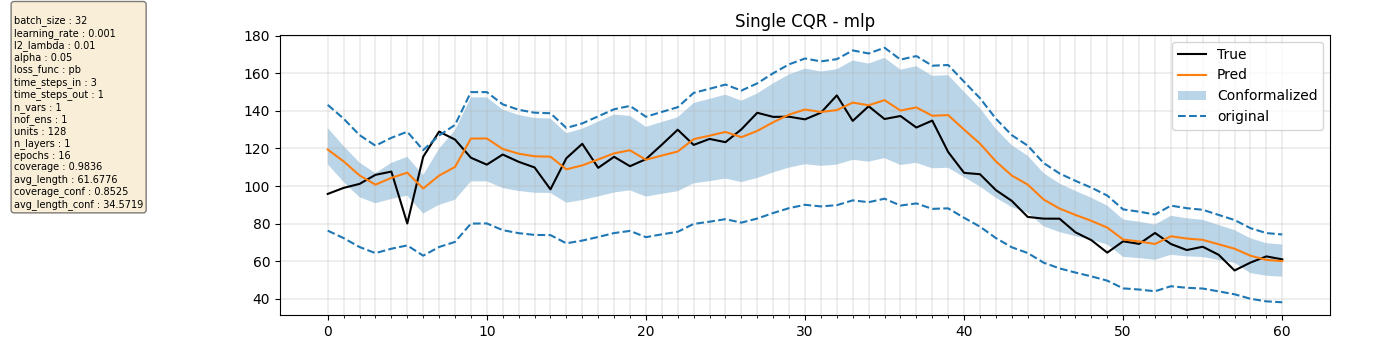 batch_size : 32
learning_rate : 0.001
l2_lambda : 0.01
alpha : 0.05
loss_func : pb
time_steps_in : 3
time_steps_out : 1
n_vars : 1
nof_ens : 1
units : 128
n_layers : 1
epochs : 16
coverage : 0.9836
avg_length : 61.6776
coverage_conf : 0.8525
avg_length_conf : 34.5719
Single CQR - mlp
180
160
140
120
100
80
60
40
0 10 20 30 40 50 60
True
Pred
Conformalized
original